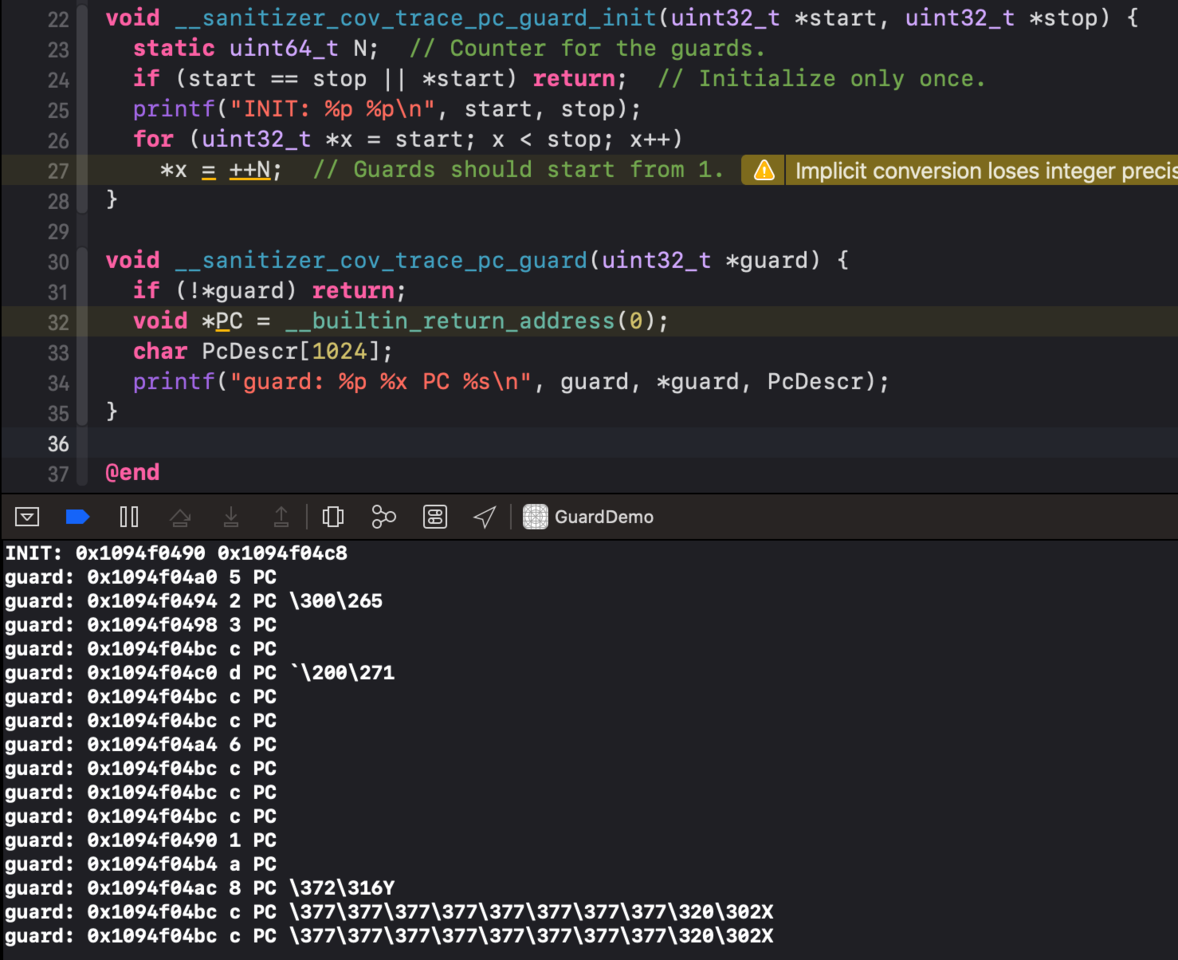 22 void __sanitizer_cov_trace_pc_guard_init(uint32_t *start, uint32_t *stop) {
23 static uint64_t N;  // Counter for the guards.
24 if (start == stop || *start) return;  // Initialize only once.
25 printf("INIT: %p %p\n", start, stop);
26 for (uint32_t *x = start; x < stop; x++)
27 *x = ++N;  // Guards should start from 1. Implicit conversion loses integer precis
28 }
29
30 void __sanitizer_cov_trace_pc_guard(uint32_t *guard) {
31 if (!*guard) return;
32 void *PC = __builtin_return_address(0);
33 char PcDescr[1024];
34 printf("guard: %p %x PC %s\n", guard, *guard, PcDescr);
35 }
36
37 @end
GuardDemo
INIT: 0x1094f0490 0x1094f04c8
guard: 0x1094f04a0 5 PC
guard: 0x1094f0494 2 PC \300\265
guard: 0x1094f0498 3 PC
guard: 0x1094f04bc c PC
guard: 0x1094f04c0 d PC `\200\271
guard: 0x1094f04bc c PC
guard: 0x1094f04bc c PC
guard: 0x1094f04a4 6 PC
guard: 0x1094f04bc c PC
guard: 0x1094f04bc c PC
guard: 0x1094f04bc c PC
guard: 0x1094f0490 1 PC
guard: 0x1094f04b4 a PC
guard: 0x1094f04ac 8 PC \372\316Y
guard: 0x1094f04bc c PC \377\377\377\377\377\377\377\377\320\302X
guard: 0x1094f04bc c PC \377\377\377\377\377\377\377\377\320\302X